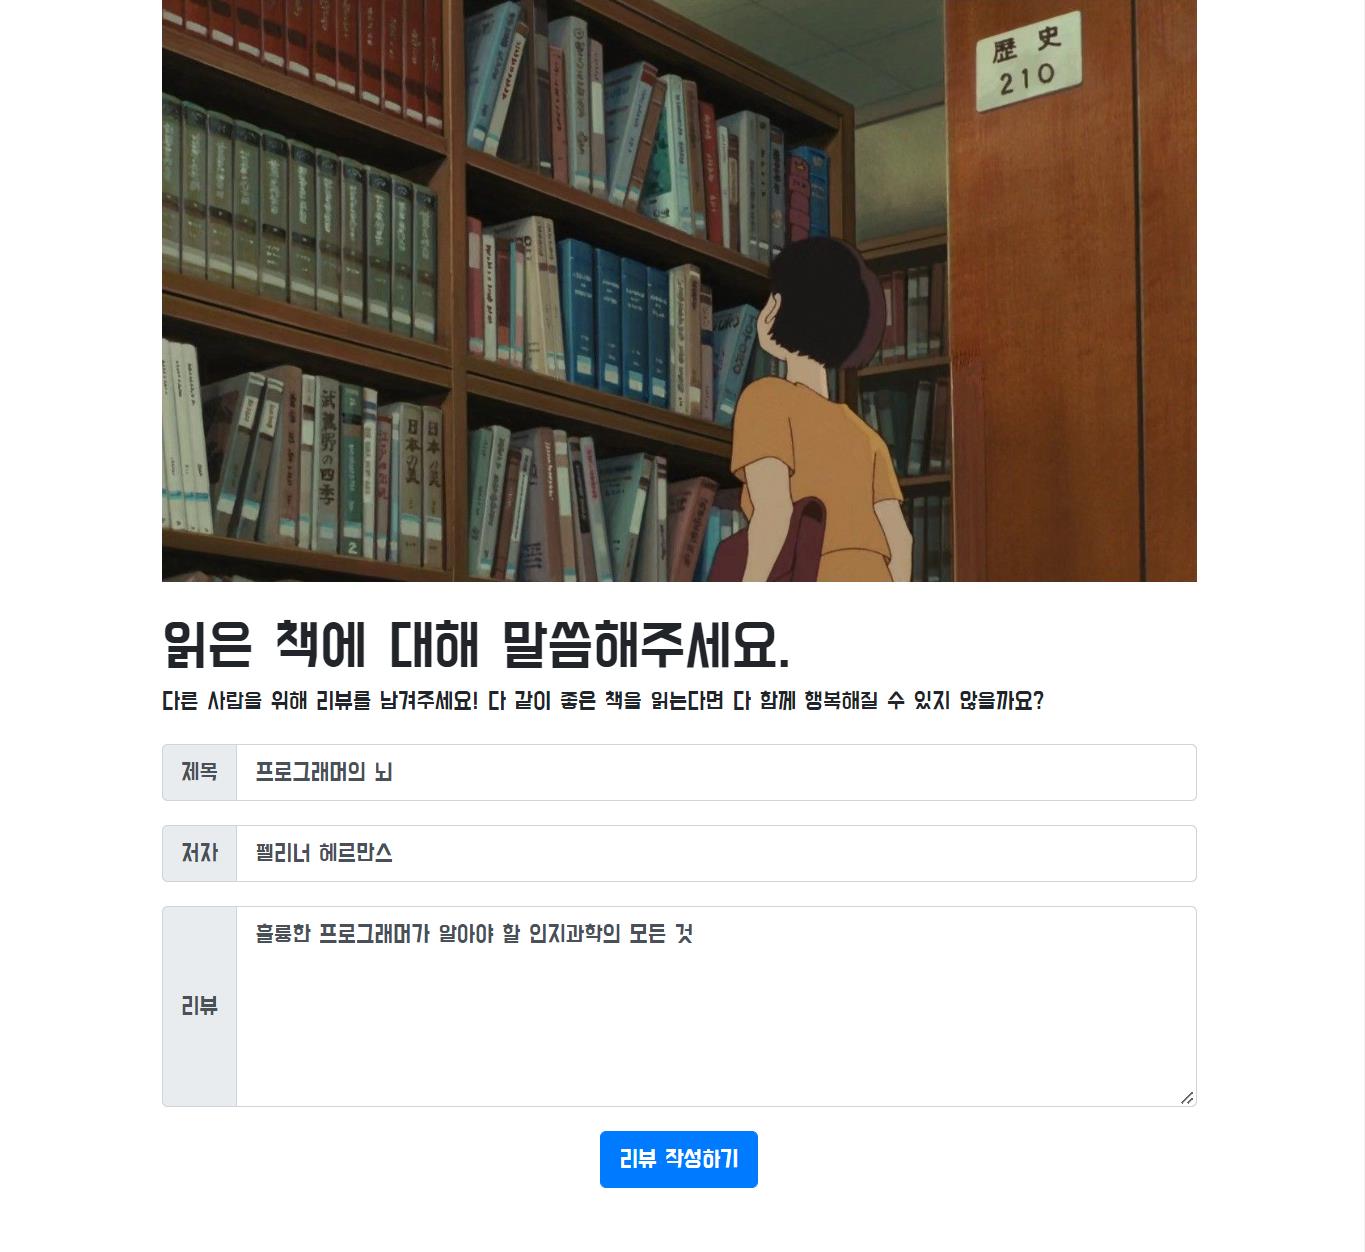 歴史
210
武蔵野の四季
日本の美
日本の美
2
읽은 책에 대해 말씀해주세요.
다른 사람을 위해 리뷰를 남겨주세요! 다 같이 좋은 책을 읽는다면 다 함께 행복해질 수 있지 않을까요?
제목 프로그래머의 뇌
저자 펠리너 헤르만스
리뷰 훌륭한 프로그래머가 알아야 할 인지과학의 모든 것
리뷰 작성하기